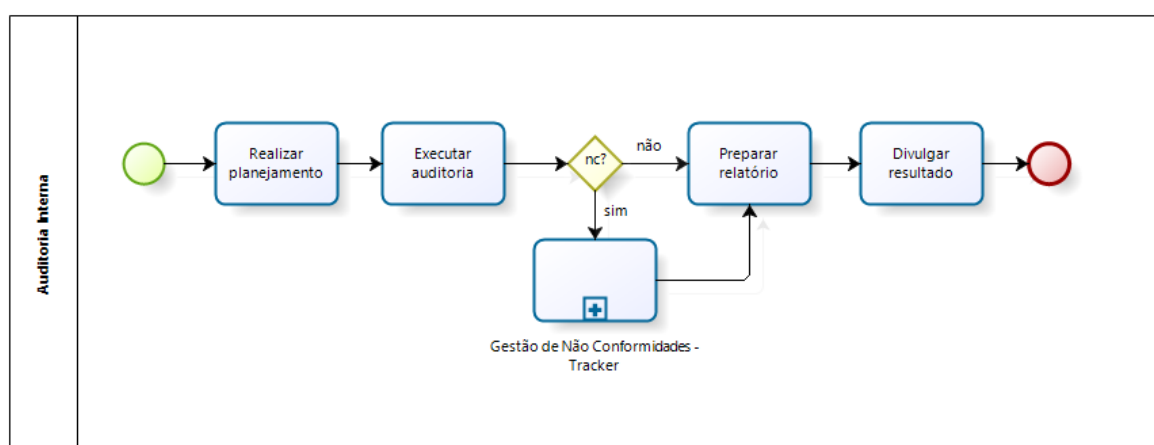 Auditoria Interna
Realizar
planejamento
Executar
auditoria
nc?
não
sim
Preparar
relatório
Divulgar
resultado
Gestão de Não Conformidades -
Tracker